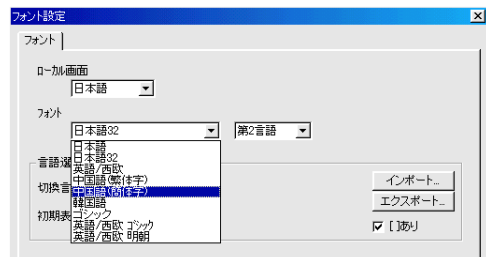 フォント設定
フォント
ローカル画面
日本語
フォント
日本語32
第2言語
日本語
日本語32
英語/西欧
中国語(繁体字)
中国語(簡体字)
韓国語
ゴシック
英語/西欧 ゴシック
英語/西欧 明朝
言語選
切換言
初期表
インポート...
エクスポート...
[ ]あり